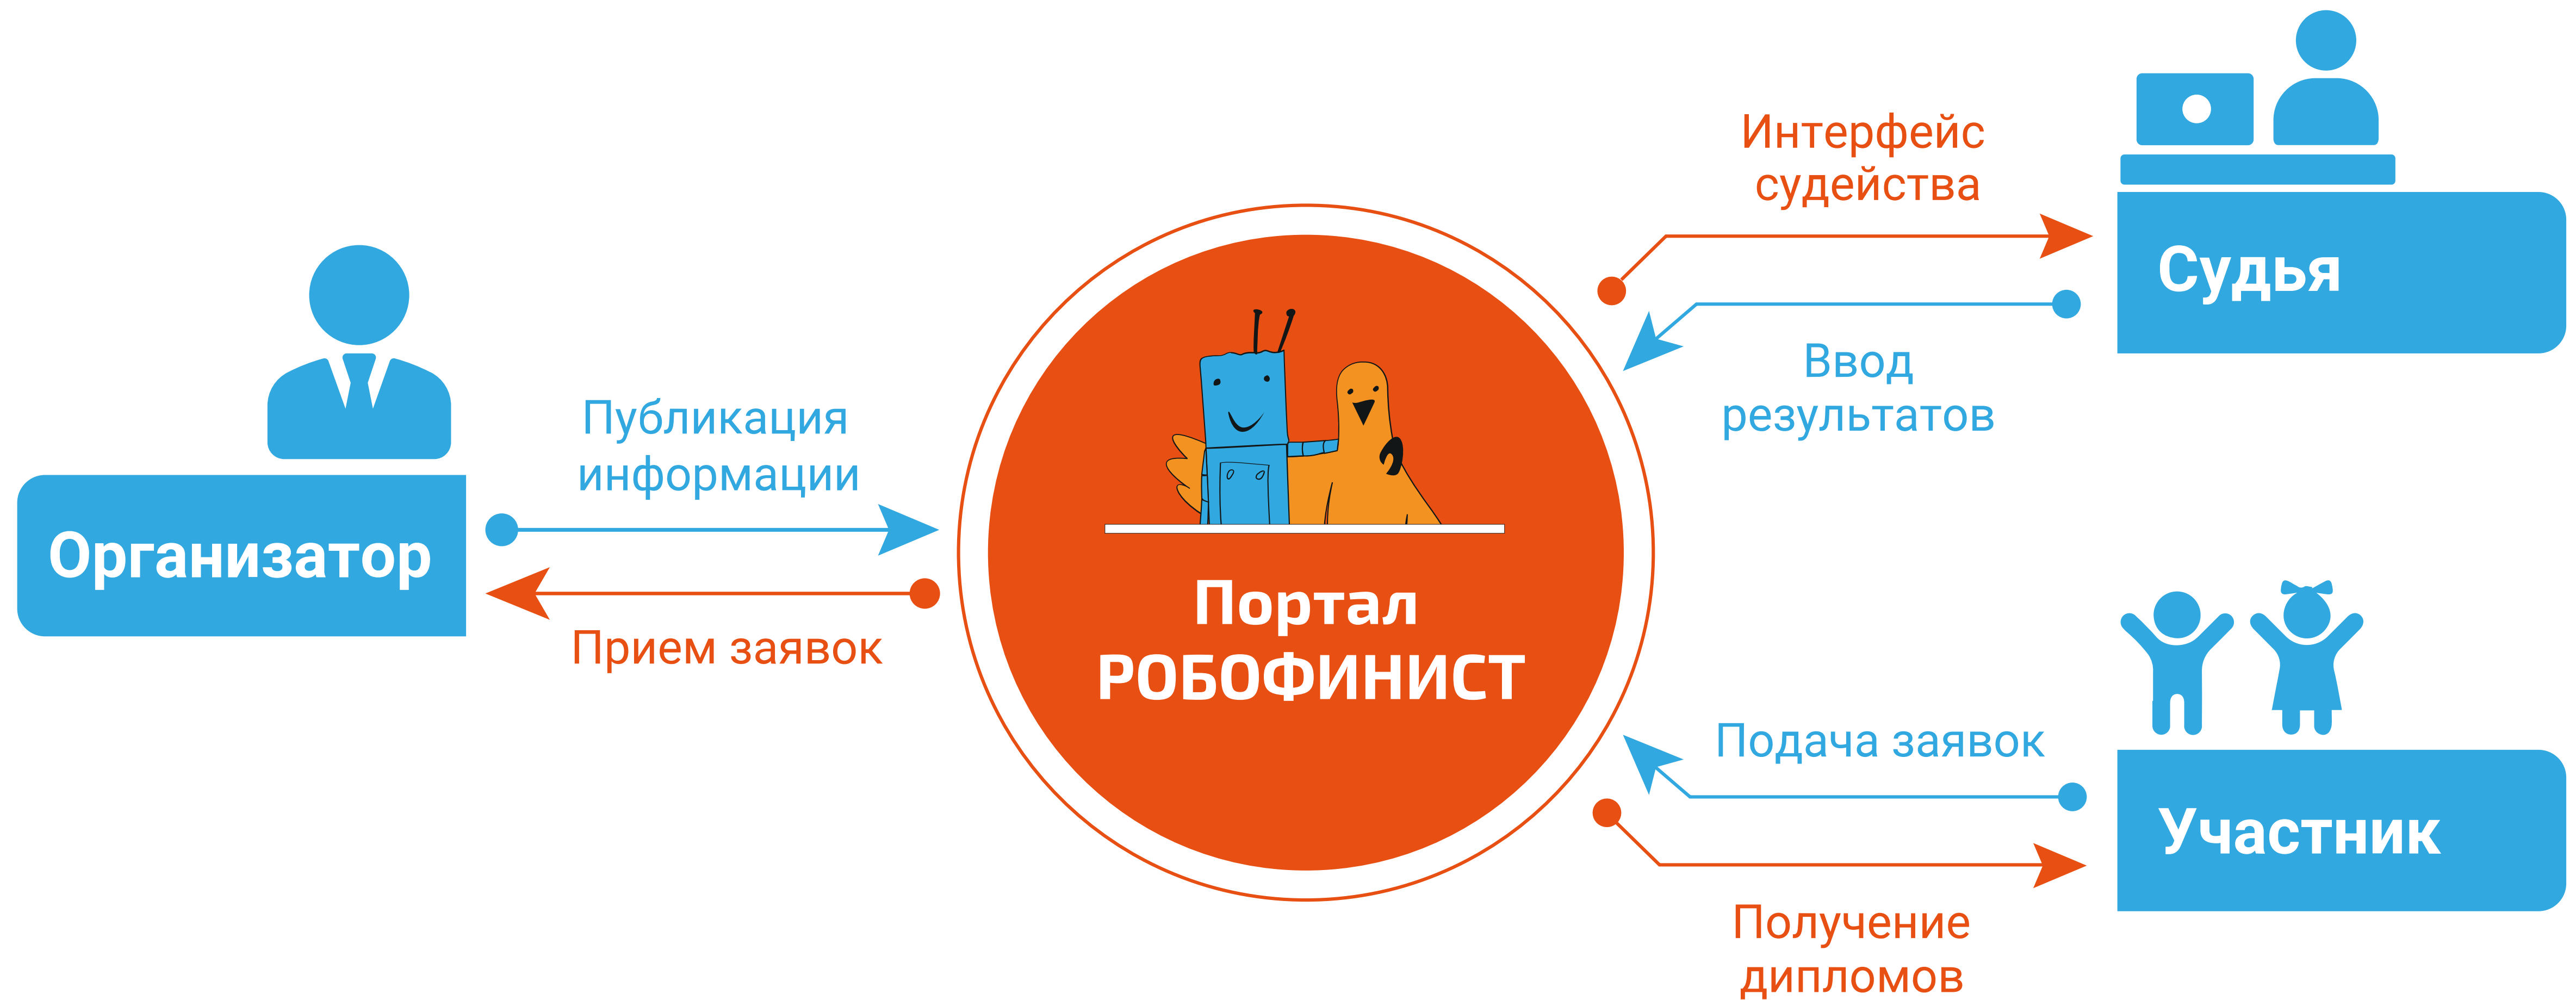 Организатор
Публикация
информации
Прием заявок
Портал
РОБОФИНИСТ
Интерфейс
судейства
Ввод
результатов
Судья
Подача заявок
Получение
дипломов
Участник